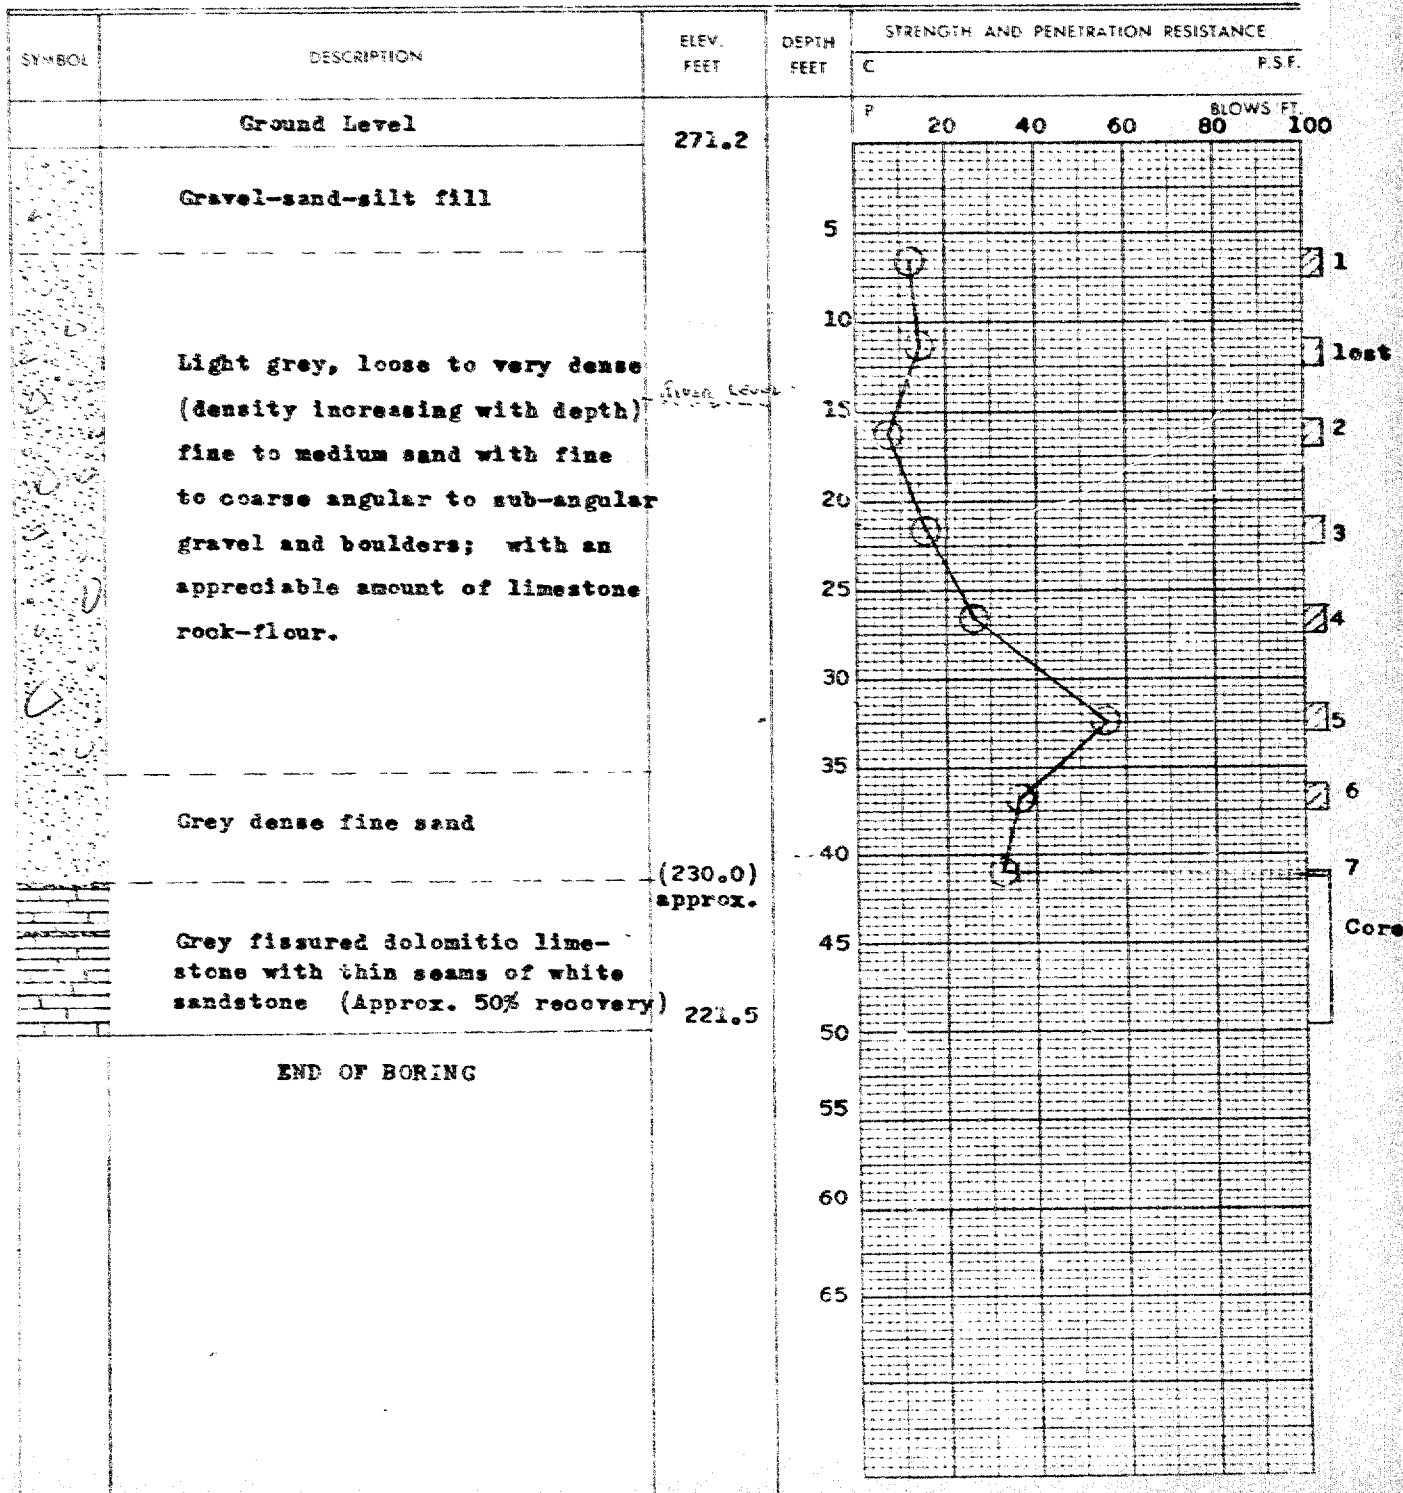 SYMBOL
DESCRIPTION
ELEV.
FEET
DEPTH
FEET
STRENGTH AND PENETRATION RESISTANCE
C P.S.F.
P BLOWS/FT.
20 40 60 80 100
Ground Level
271.2
Gravel-sand-silt fill
5
1
10
lost
Light grey, loose to very dense
(density increasing with depth)
fine to medium sand with fine
to coarse angular to sub-angular
gravel and boulders; with an
appreciable amount of limestone
rock-flour.
River Level
15
2
20
3
25
4
30
5
35
6
Grey dense fine sand
40
7
(230.0)
approx.
Core
Grey fissured dolomitic lime-
stone with thin seams of white
sandstone (Approx. 50% recovery)
221.5
45
50
END OF BORING
55
60
65